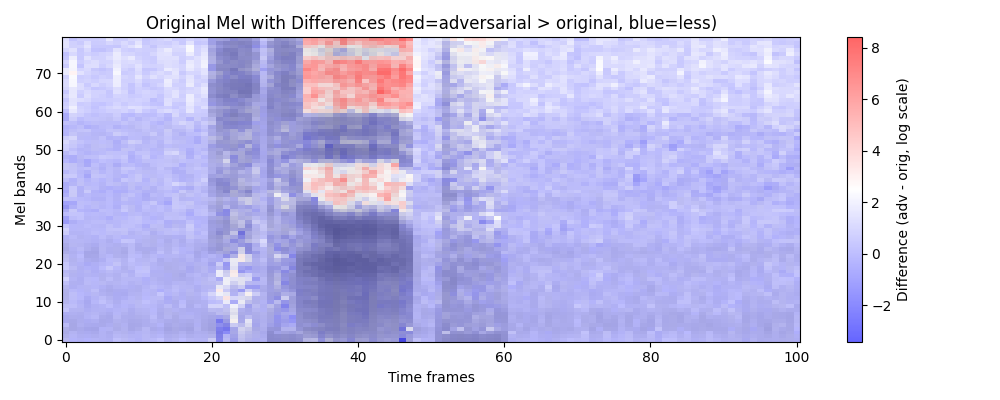 Original Mel with Differences (red=adversarial > original, blue=less)
Mel bands
70
60
50
40
30
20
10
0
0 20 40 60 80 100
Time frames
8
6
4
2
0
−2
Difference (adv - orig, log scale)